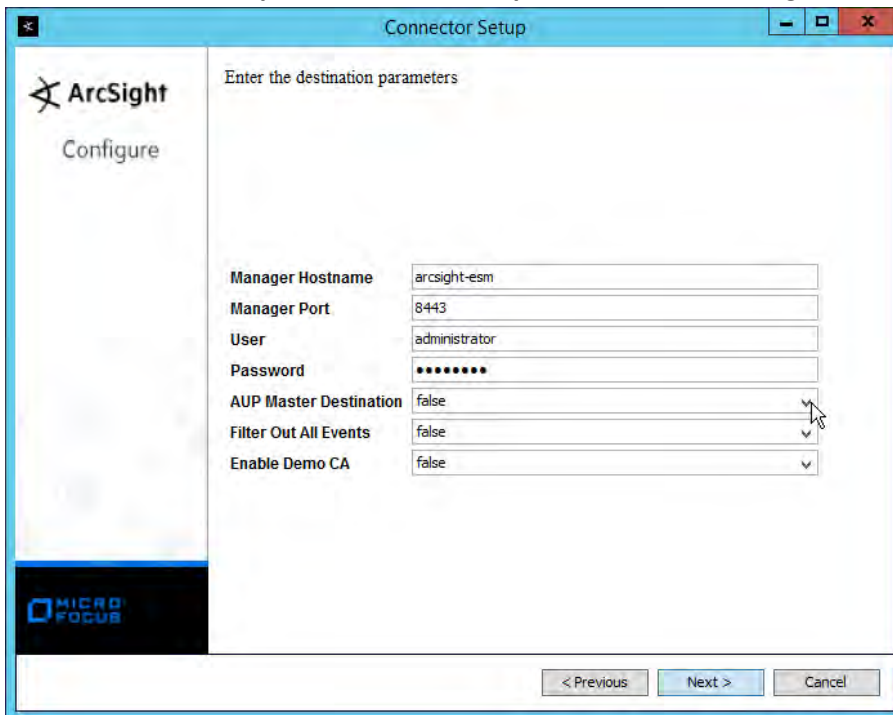 Connector Setup
ArcSight
Configure
Enter the destination parameters
Manager Hostname arcsight-esm
Manager Port 8443
User administrator
Password ••••••••
AUP Master Destination false
Filter Out All Events false
Enable Demo CA false
MICRO
FOCUS
< Previous Next > Cancel